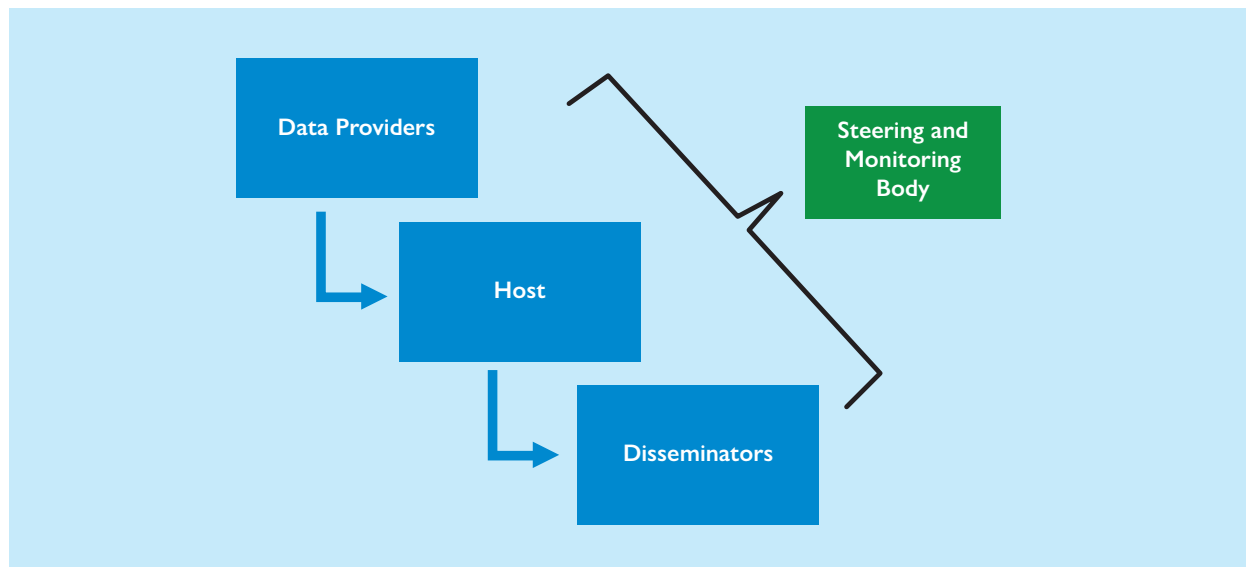 Data Providers
Steering and
Monitoring
Body
Host
Disseminators